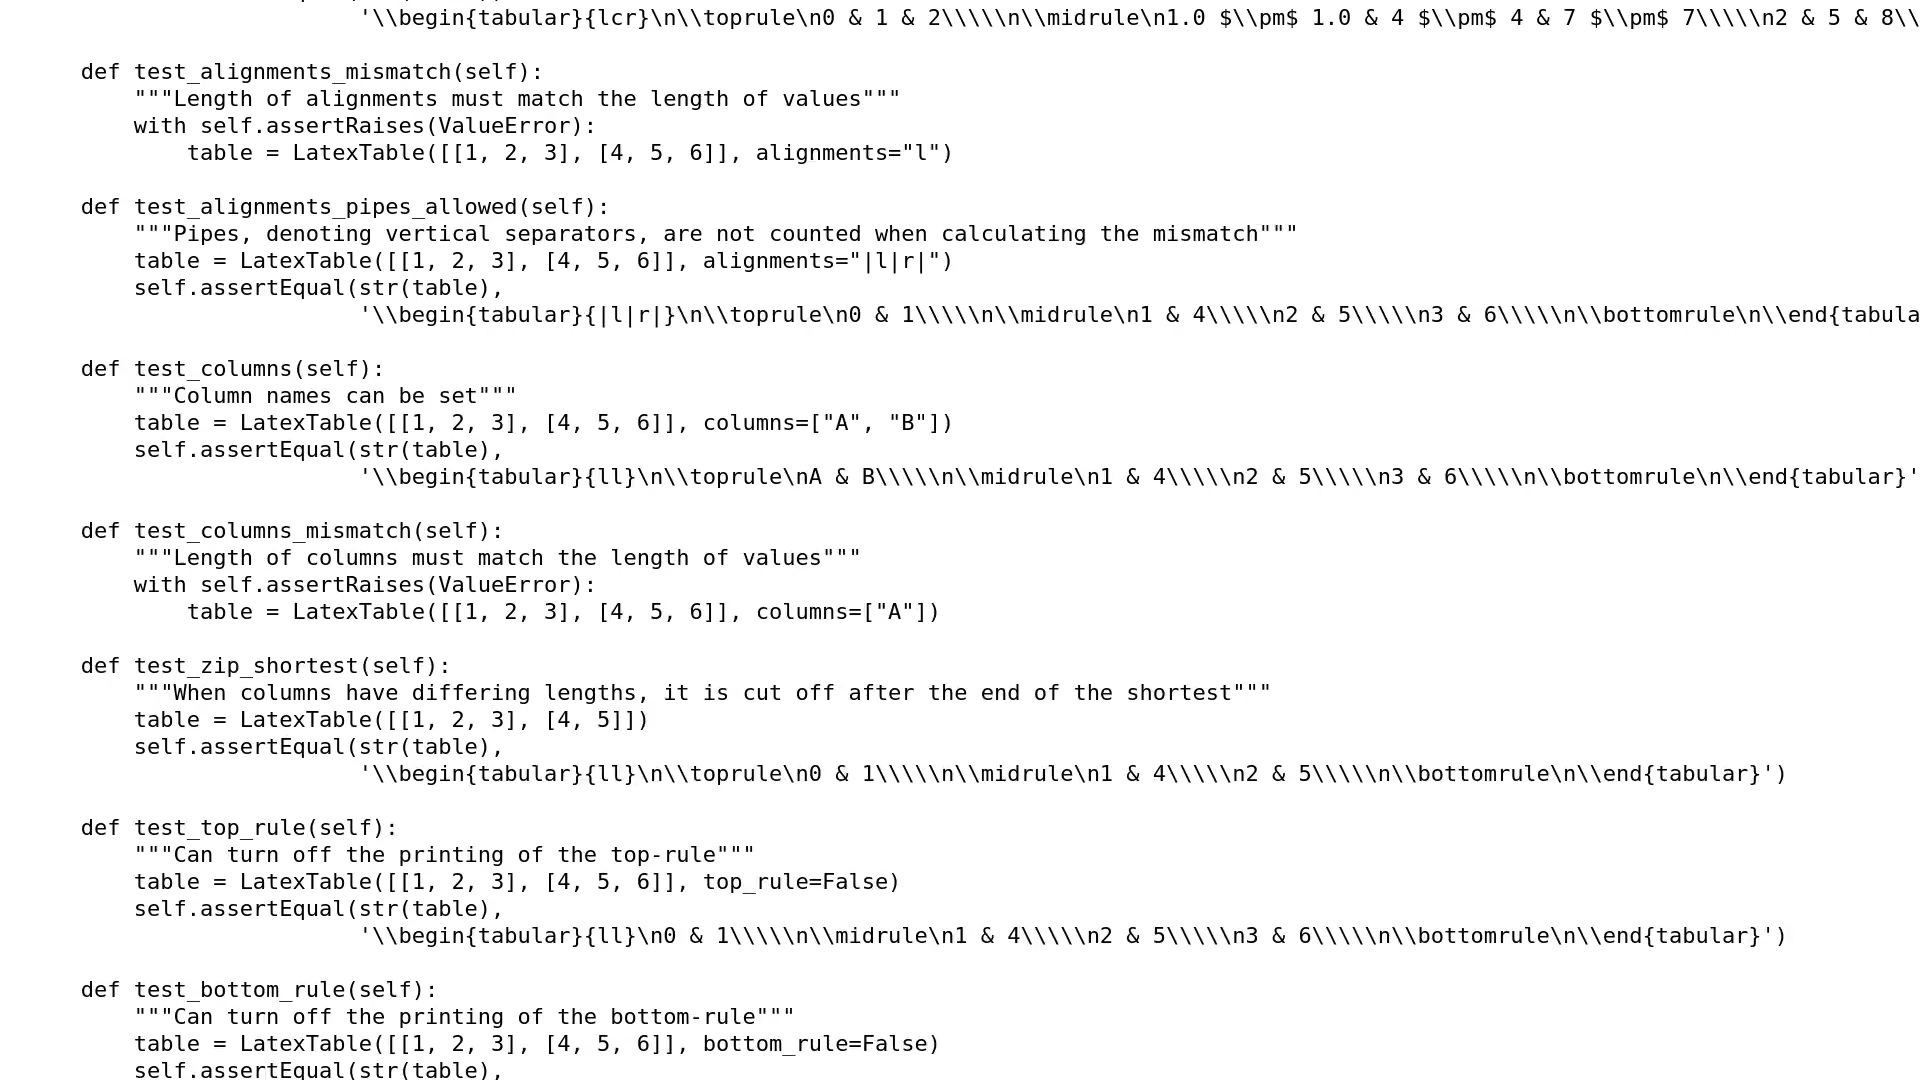 '\\begin{tabular}{lcr}\n\\toprule\n0 & 1 & 2\\\\\n\\midrule\n1.0 $\\pm$ 1.0 & 4 $\\pm$ 4 & 7 $\\pm$ 7\\\\\n2 & 5 & 8\\
def test_alignments_mismatch(self):
"""Length of alignments must match the length of values"""
with self.assertRaises(ValueError):
table = LatexTable([[1, 2, 3], [4, 5, 6]], alignments="l")
def test_alignments_pipes_allowed(self):
"""Pipes, denoting vertical separators, are not counted when calculating the mismatch"""
table = LatexTable([[1, 2, 3], [4, 5, 6]], alignments="|l|r|")
self.assertEqual(str(table),
'\\begin{tabular}{|l|r|}\n\\toprule\n0 & 1\\\\\n\\midrule\n1 & 4\\\\\n2 & 5\\\\\n3 & 6\\\\\n\\bottomrule\n\\end{tabula
def test_columns(self):
"""Column names can be set"""
table = LatexTable([[1, 2, 3], [4, 5, 6]], columns=["A", "B"])
self.assertEqual(str(table),
'\\begin{tabular}{ll}\n\\toprule\nA & B\\\\\n\\midrule\n1 & 4\\\\\n2 & 5\\\\\n3 & 6\\\\\n\\bottomrule\n\\end{tabular}'
def test_columns_mismatch(self):
"""Length of columns must match the length of values"""
with self.assertRaises(ValueError):
table = LatexTable([[1, 2, 3], [4, 5, 6]], columns=["A"])
def test_zip_shortest(self):
"""When columns have differing lengths, it is cut off after the end of the shortest"""
table = LatexTable([[1, 2, 3], [4, 5]])
self.assertEqual(str(table),
'\\begin{tabular}{ll}\n\\toprule\n0 & 1\\\\\n\\midrule\n1 & 4\\\\\n2 & 5\\\\\n\\bottomrule\n\\end{tabular}')
def test_top_rule(self):
"""Can turn off the printing of the top-rule"""
table = LatexTable([[1, 2, 3], [4, 5, 6]], top_rule=False)
self.assertEqual(str(table),
'\\begin{tabular}{ll}\n0 & 1\\\\\n\\midrule\n1 & 4\\\\\n2 & 5\\\\\n3 & 6\\\\\n\\bottomrule\n\\end{tabular}')
def test_bottom_rule(self):
"""Can turn off the printing of the bottom-rule"""
table = LatexTable([[1, 2, 3], [4, 5, 6]], bottom_rule=False)
self.assertEqual(str(table),